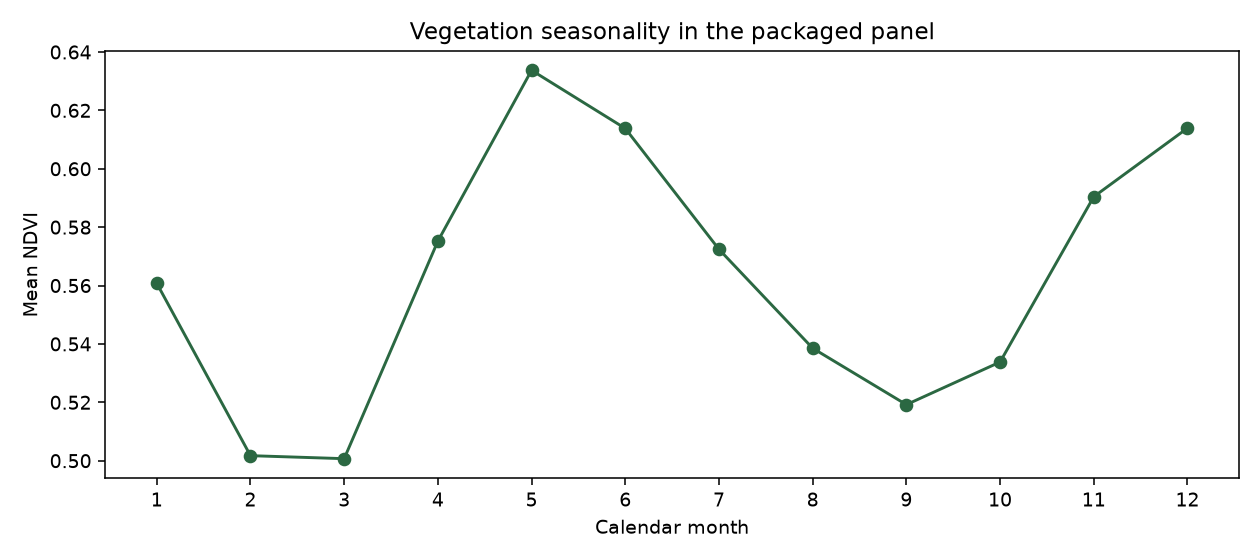 Vegetation seasonality in the packaged panel
Mean NDVI
0.64
0.62
0.60
0.58
0.56
0.54
0.52
0.50
1 2 3 4 5 6 7 8 9 10 11 12
Calendar month